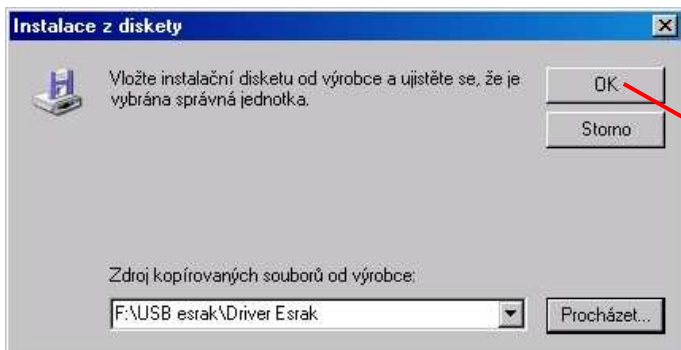 Instalace z diskety
Vložte instalační disketu od výrobce a ujistěte se, že je
vybrána správná jednotka.
OK
Storno
Zdroj kopírovaných souborů od výrobce:
F:\USB esrak\Driver Esrak
Procházet...